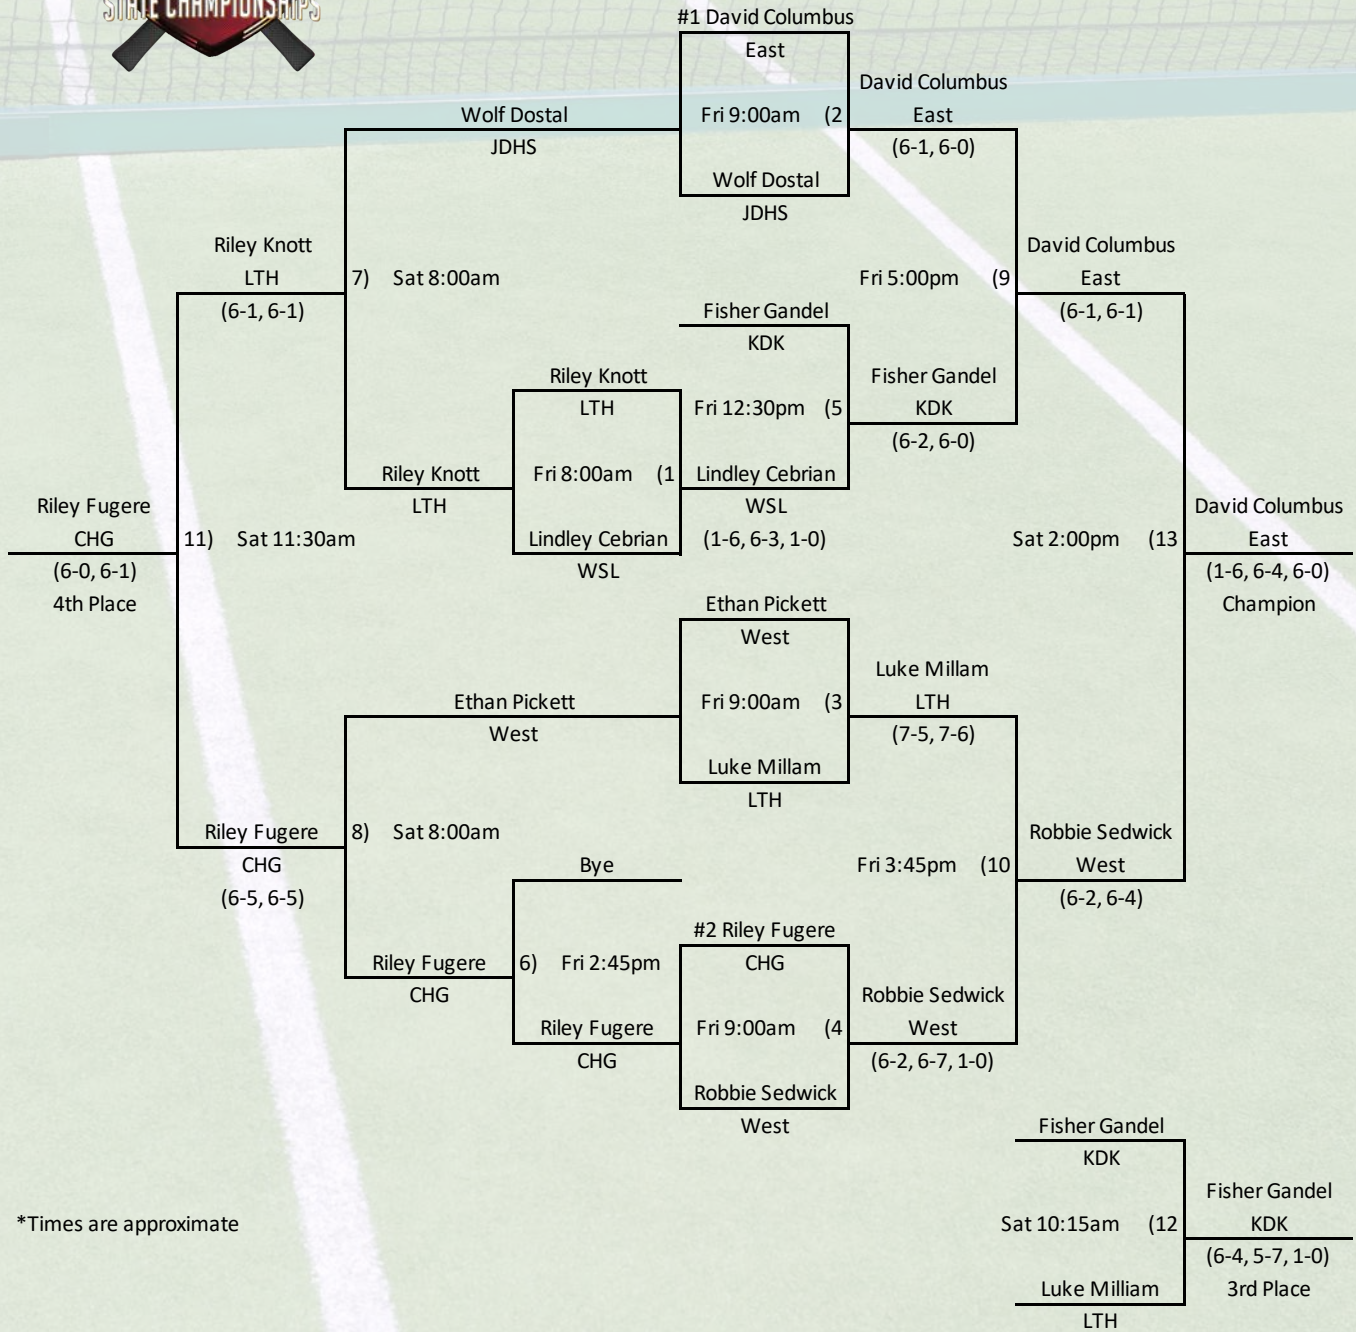 STATE CHAMPIONSHIPS
#1 David Columbus
East
David Columbus
Wolf Dostal
Fri 9:00am (2
East
JDHS
(6-1, 6-0)
Wolf Dostal
JDHS
Riley Knott
David Columbus
LTH
7) Sat 8:00am
Fri 5:00pm (9
East
(6-1, 6-1)
Fisher Gandel
(6-1, 6-1)
KDK
Riley Knott
Fisher Gandel
LTH
Fri 12:30pm (5
KDK
(6-2, 6-0)
Riley Knott
Fri 8:00am (1
Lindley Cebrian
LTH
WSL
Riley Fugere
David Columbus
CHG
11) Sat 11:30am
Lindley Cebrian
(1-6, 6-3, 1-0)
Sat 2:00pm (13
East
(6-0, 6-1)
WSL
(1-6, 6-4, 6-0)
4th Place
Ethan Pickett
Champion
West
Luke Millam
Ethan Pickett
Fri 9:00am (3
LTH
West
(7-5, 7-6)
Luke Millam
LTH
Riley Fugere
8) Sat 8:00am
Robbie Sedwick
CHG
Bye
Fri 3:45pm (10
West
(6-5, 6-5)
(6-2, 6-4)
#2 Riley Fugere
Riley Fugere
6) Fri 2:45pm
CHG
CHG
Robbie Sedwick
Riley Fugere
Fri 9:00am (4
West
CHG
(6-2, 6-7, 1-0)
Robbie Sedwick
West
Fisher Gandel
KDK
Fisher Gandel
*Times are approximate
Sat 10:15am (12
KDK
(6-4, 5-7, 1-0)
Luke Milliam
3rd Place
LTH